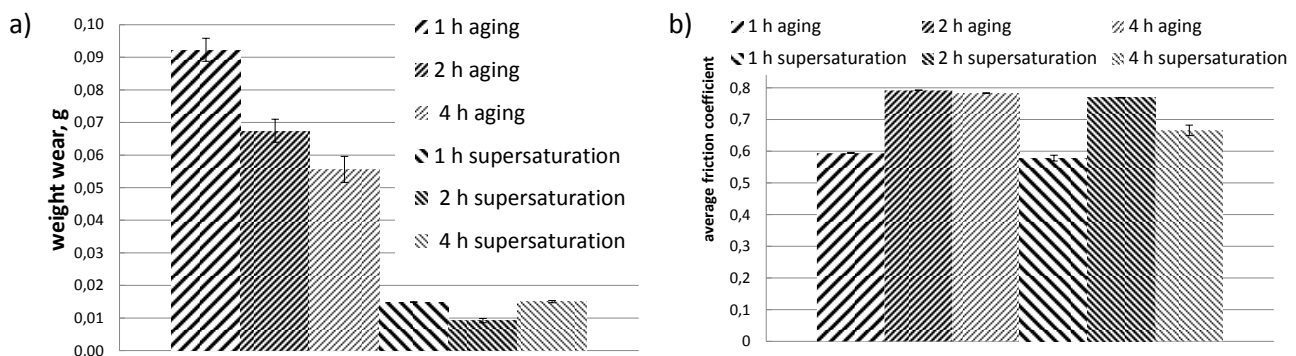 a)
weight wear, g
0,10
0,09
0,08
0,07
0,06
0,05
0,04
0,03
0,02
0,01
0,00
1 h aging
2 h aging
4 h aging
1 h supersaturation
2 h supersaturation
4 h supersaturation
b)
1 h aging 2 h aging 4 h aging
1 h supersaturation 2 h supersaturation 4 h supersaturation
average friction coefficient
0,8
0,7
0,6
0,5
0,4
0,3
0,2
0,1
0